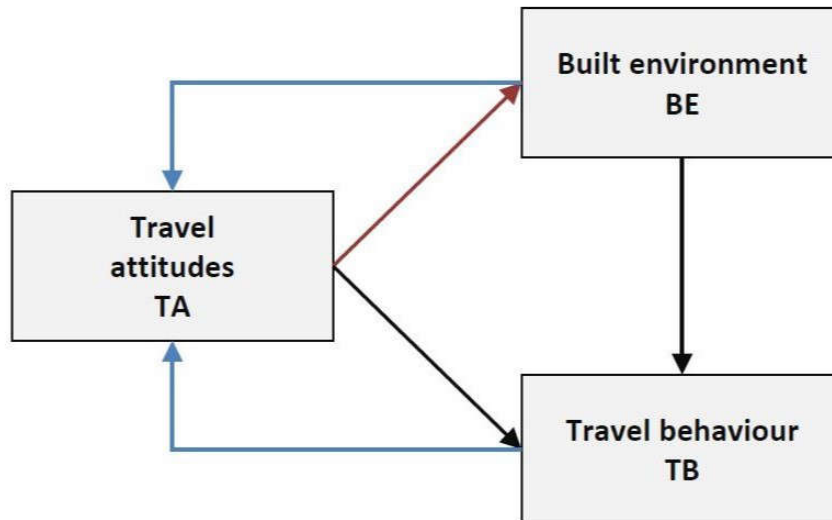 Built environment
BE
Travel
attitudes
TA
Travel behaviour
TB